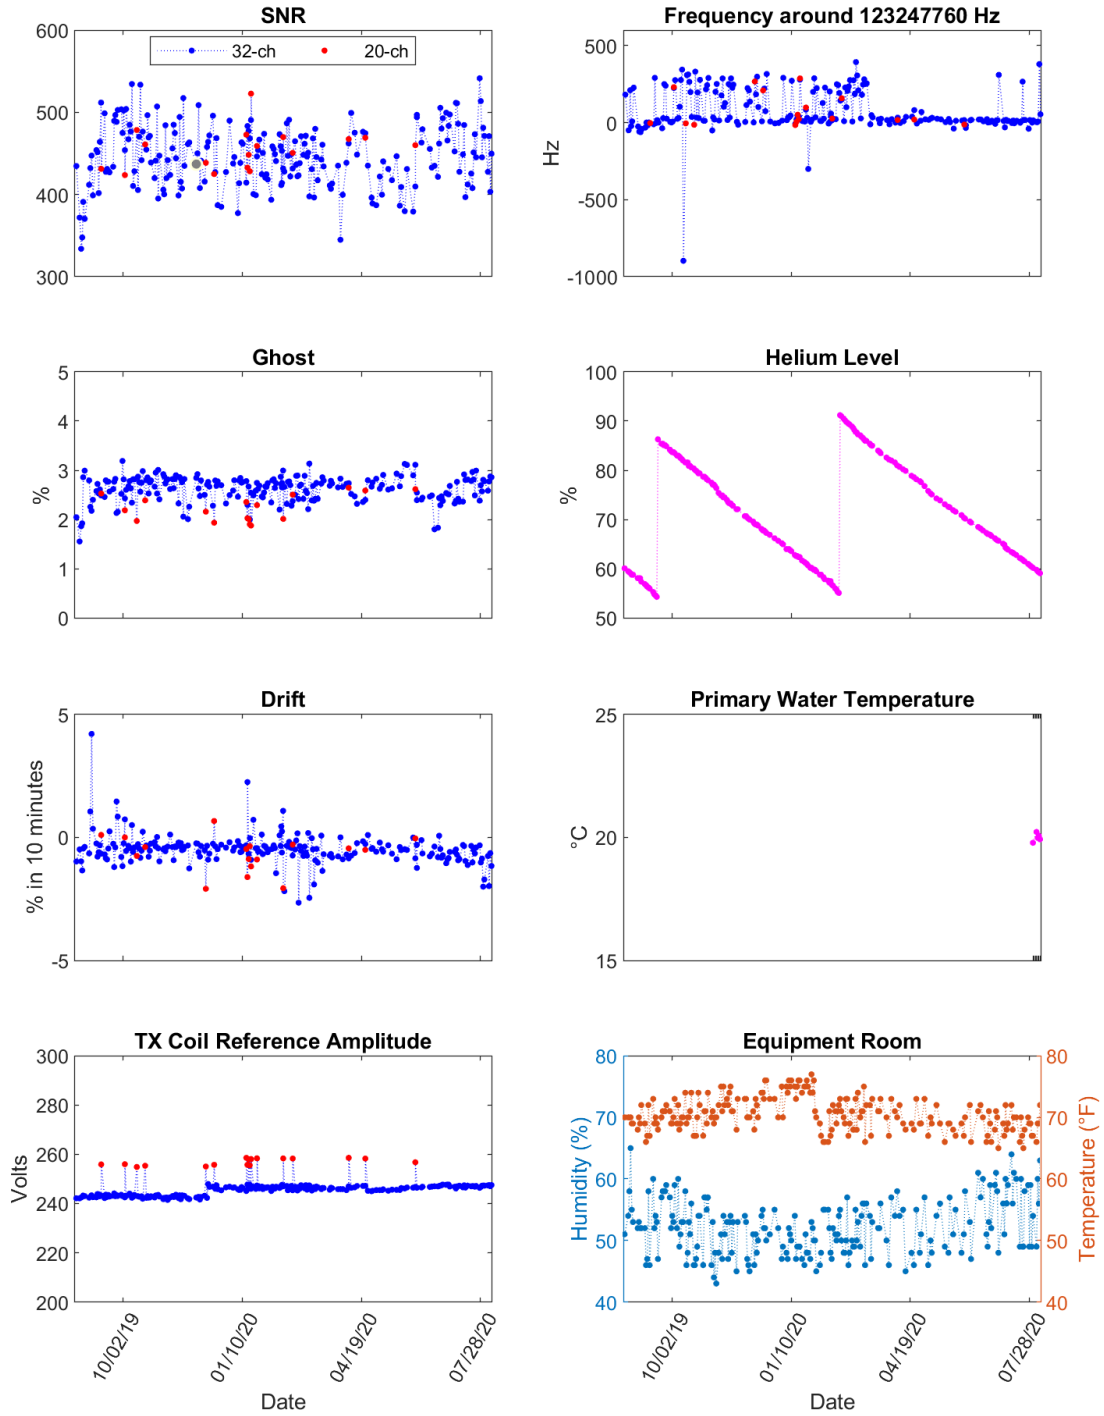 SNR
32-ch 20-ch
600
500
400
300
Frequency around 123247760 Hz
Hz
500
0
-500
-1000
Ghost
%
5
4
3
2
1
0
Helium Level
%
100
90
80
70
60
50
Drift
% in 10 minutes
5
0
-5
Primary Water Temperature
°C
25
20
15
TX Coil Reference Amplitude
Volts
300
280
260
240
220
200
10/02/19 01/10/20 04/19/20 07/28/20
Date
Equipment Room
Humidity (%)
80
70
60
50
40
Temperature (°F)
80
70
60
50
40
10/02/19 01/10/20 04/19/20 07/28/20
Date